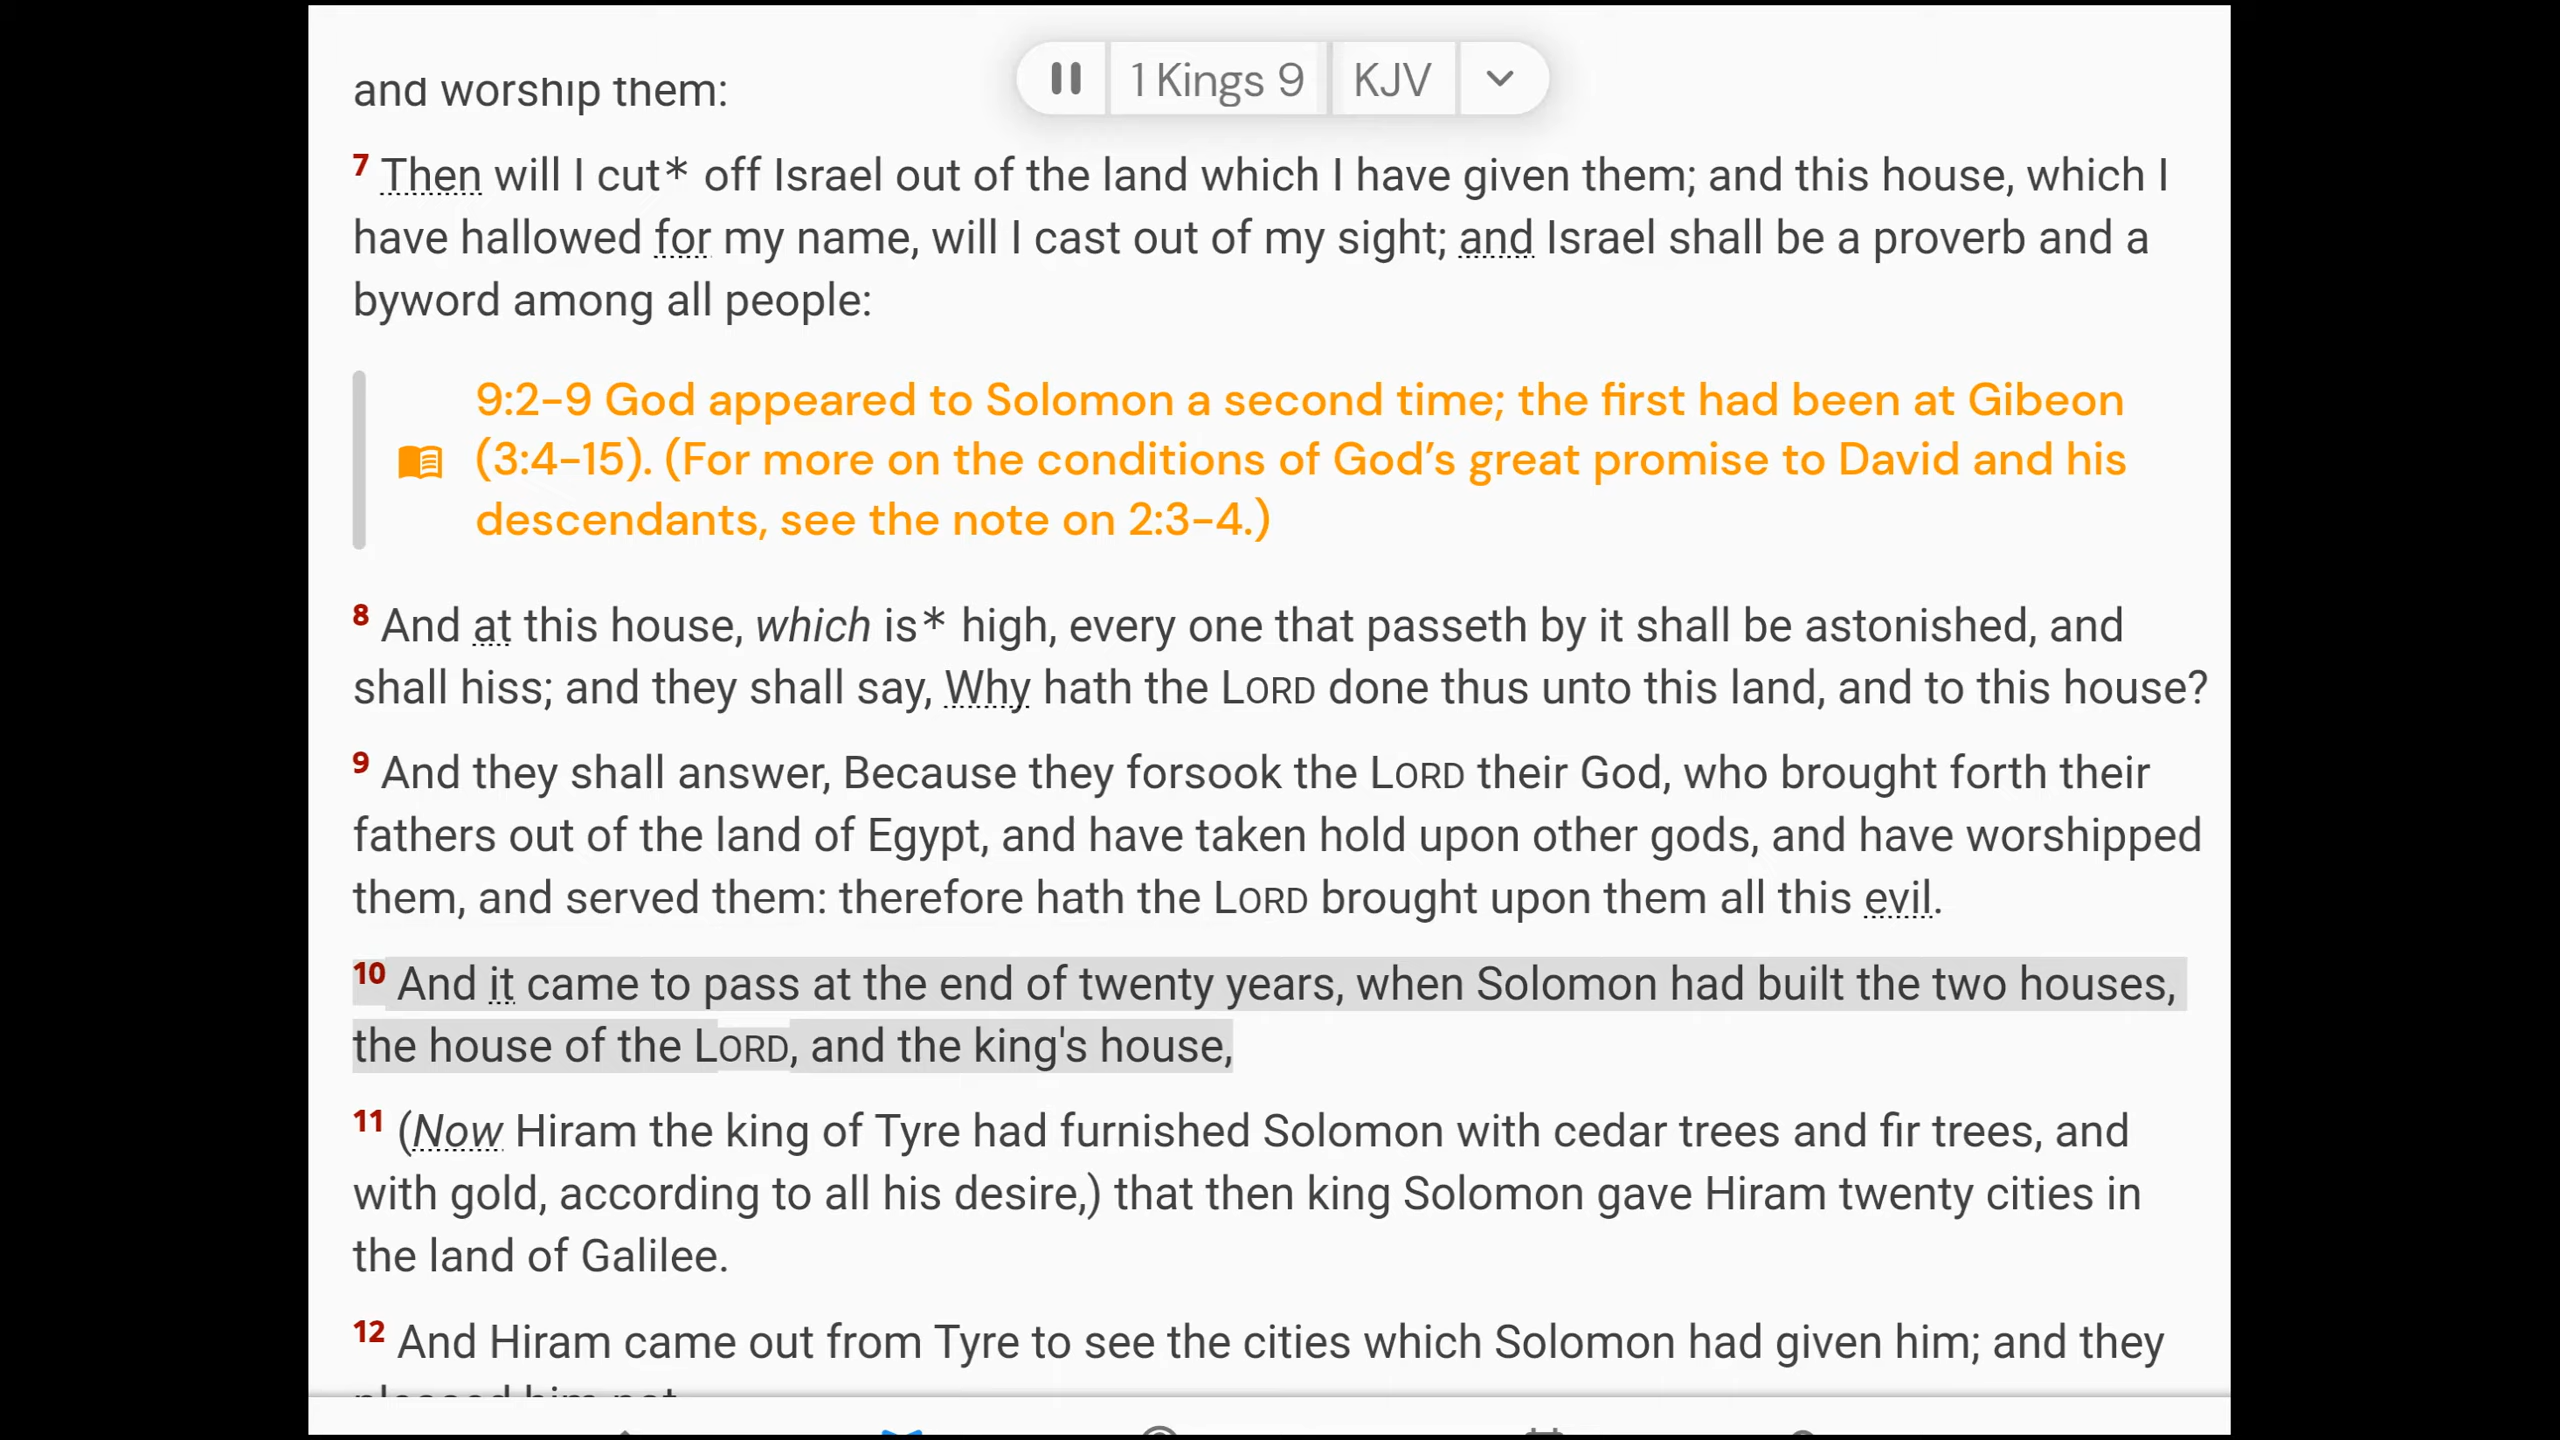 and worship them:
1 Kings 9
KJV
7 Then will I cut* off Israel out of the land which I have given them; and this house, which I
have hallowed for my name, will I cast out of my sight; and Israel shall be a proverb and a
byword among all people:
9:2–9 God appeared to Solomon a second time; the first had been at Gibeon
(3:4–15). (For more on the conditions of God’s great promise to David and his
descendants, see the note on 2:3–4.)
8 And at this house, which is* high, every one that passeth by it shall be astonished, and
shall hiss; and they shall say, Why hath the LORD done thus unto this land, and to this house?
9 And they shall answer, Because they forsook the LORD their God, who brought forth their
fathers out of the land of Egypt, and have taken hold upon other gods, and have worshipped
them, and served them: therefore hath the LORD brought upon them all this evil.
10 And it came to pass at the end of twenty years, when Solomon had built the two houses,
the house of the LORD, and the king's house,
11 (Now Hiram the king of Tyre had furnished Solomon with cedar trees and fir trees, and
with gold, according to all his desire,) that then king Solomon gave Hiram twenty cities in
the land of Galilee.
12 And Hiram came out from Tyre to see the cities which Solomon had given him; and they
pleased him not.